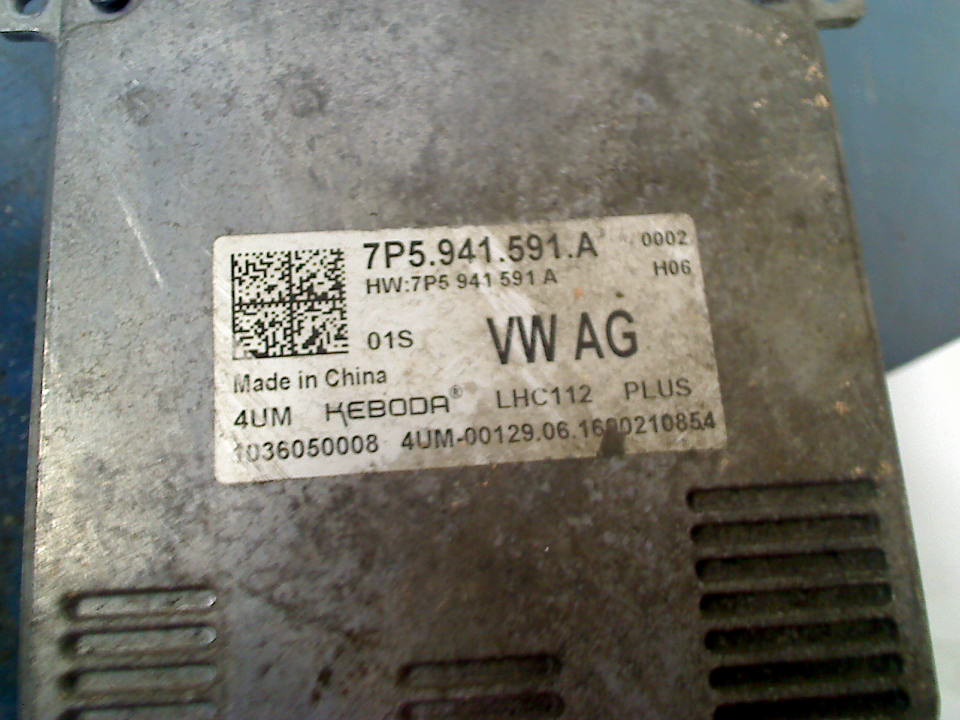 7P5.941.591.A 0002
HW:7P5 941 591 A H06
01S VW AG
Made in China
4UM KEBODA® LHC112 PLUS
1036050008 4UM-00129.06.1600210854